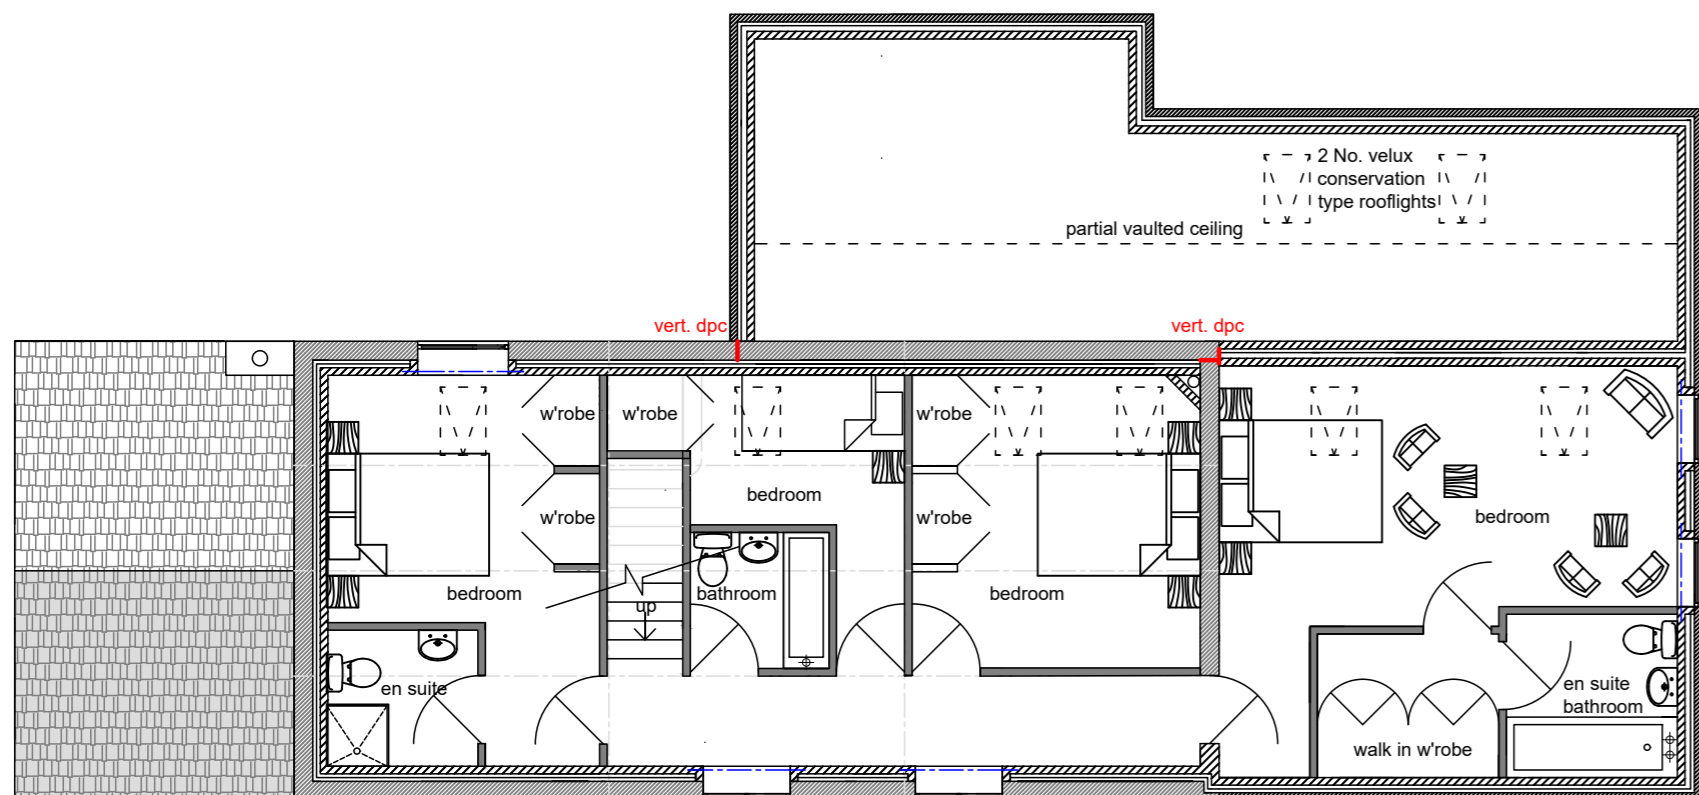 2 No. velux
conservation
type rooflights
partial vaulted ceiling
vert. dpc
vert. dpc
w'robe
w'robe
w'robe
w'robe
w'robe
bedroom
bedroom
bedroom
bedroom
bathroom
up
en suite
en suite
bathroom
walk in w'robe